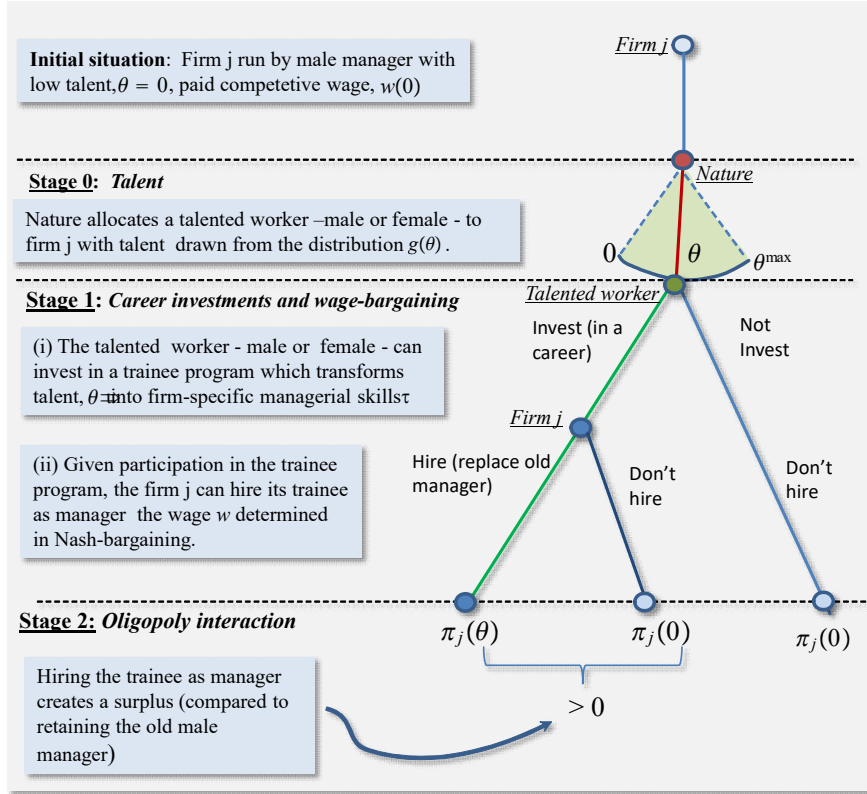 Firm j
Initial situation: Firm j run by male manager with
low talent,θ = 0, paid competetive wage, w(0)
Nature
Stage 0: Talent
Nature allocates a talented worker –male or female - to
firm j with talent drawn from the distribution g(θ) .
0
θ
θmax
Talented worker
Stage 1: Career investments and wage-bargaining
Invest (in a
career)
Not
Invest
(i) The talented worker - male or female - can
invest in a trainee program which transforms
talent, θ into firm-specific managerial skillsτ
Firm j
Hire (replace old
manager)
Don’t
hire
Don’t
hire
(ii) Given participation in the trainee
program, the firm j can hire its trainee
as manager the wage w determined
in Nash-bargaining.
Stage 2: Oligopoly interaction
πj(θ)
πj(0)
πj(0)
Hiring the trainee as manager
creates a surplus (compared to
retaining the old male
manager)
> 0